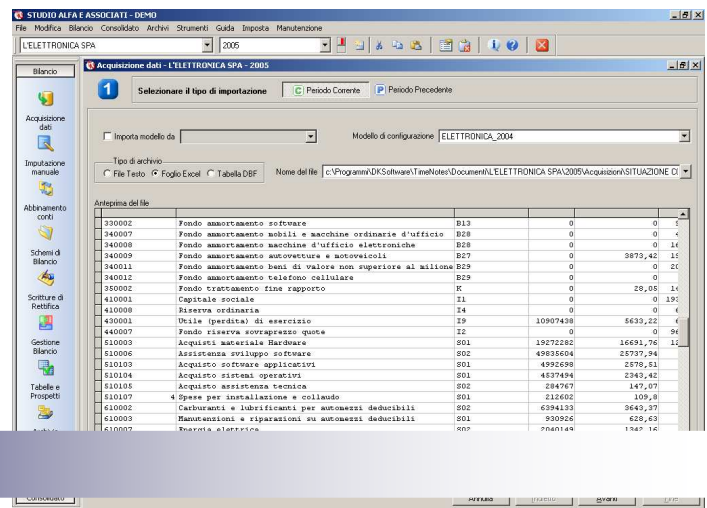 STUDIO ALFA E ASSOCIATI - DEMO
File Modifica Bilancio Consolidato Archivi Strumenti Guida Imposta Manutenzione
L'ELETTRONICA SPA 2005
Bilancio
Acquisizione dati
Imputazione manuale
Abbinamento conti
Schemi di Bilancio
Scritture di Rettifica
Gestione Bilancio
Tabelle e Prospetti
Acquisizione dati - L'ELETTRONICA SPA - 2005
1 Selezionare il tipo di importazione C Periodo Corrente P Periodo Precedente
Importa modello da Modello di configurazione ELETTRONICA_2004
Tipo di archivio
File Testo Foglio Excel Tabella DBF Nome del file c:\Programmi\DKSoftware\TimeNotes\Documenti\L'ELETTRONICA SPA\2005\Acquisizioni\SITUAZIONE
Anteprima del file
330002 Fondo ammortamento software B13 0 0
340007 Fondo ammortamento mobili e macchine ordinarie d'ufficio B28 0 0
340008 Fondo ammortamento macchine d'ufficio elettroniche B28 0 0 16
340009 Fondo ammortamento autovetture e motoveicoli B27 0 3873,42
340011 Fondo ammortamento beni di valore non superiore al milione B29 0 0 20
340012 Fondo ammortamento telefono cellulare B29 0 0
350002 Fondo trattamento fine rapporto K 0 28,05
410001 Capitale sociale I1 0 0 193
410008 Riserva ordinaria I4 0 0
430001 Utile (perdita) di esercizio I9 10907438 5633,22
440007 Fondo riserva sovraprezzo quote I2 0 0 96
510003 Acquisti materiale Hardware S01 19272282 16691,76
510006 Assistenza sviluppo software S02 49835604 25737,94
510103 Acquisto software applicativi S01 4992698 2578,51
510104 Acquisto sistemi operativi S01 4537494 2343,42
510105 Acquisto assistenza tecnica S02 284767 147,07
510107 4 Spese per installazione e collaudo S01 212602 109,8
610002 Carburanti e lubrificanti per automezzi deducibili S02 6394133 3643,37
610003 Manutenzioni e riparazioni su automezzi deducibili S01 930926 628,63
610007 Energia elettrica S02 2040149 1342,16
Consolidato
Annulla Indietro Avanti Fine